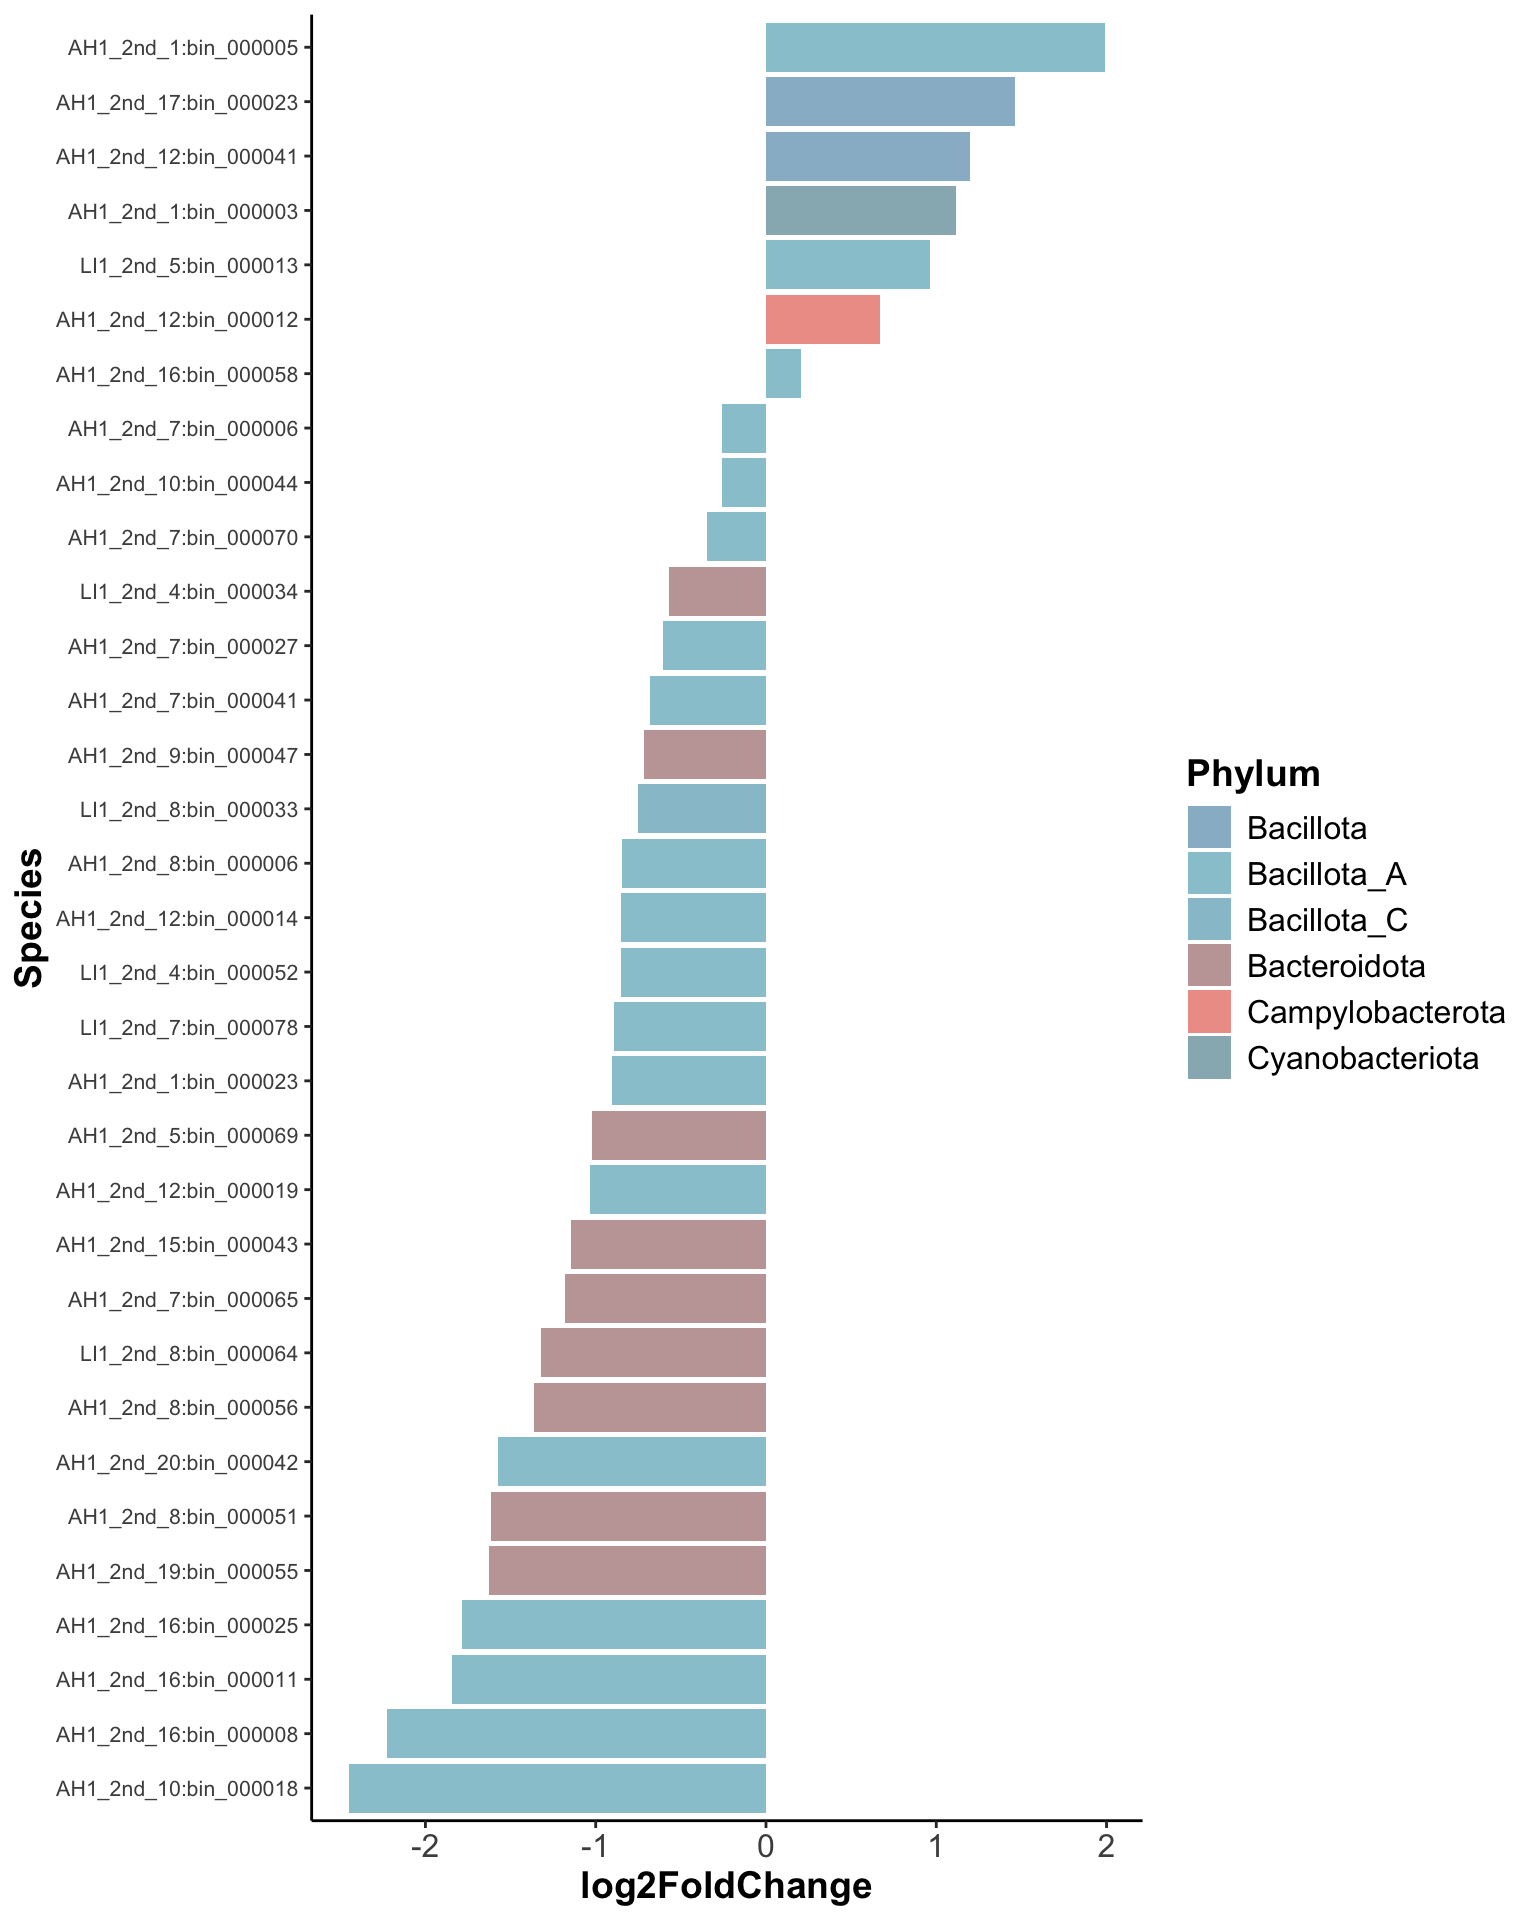 AH1_2nd_1:bin_000005
AH1_2nd_17:bin_000023
AH1_2nd_12:bin_000041
AH1_2nd_1:bin_000003
LI1_2nd_5:bin_000013
AH1_2nd_12:bin_000012
AH1_2nd_16:bin_000058
AH1_2nd_7:bin_000006
AH1_2nd_10:bin_000044
AH1_2nd_7:bin_000070
LI1_2nd_4:bin_000034
AH1_2nd_7:bin_000027
AH1_2nd_7:bin_000041
AH1_2nd_9:bin_000047
LI1_2nd_8:bin_000033
AH1_2nd_8:bin_000006
AH1_2nd_12:bin_000014
LI1_2nd_4:bin_000052
LI1_2nd_7:bin_000078
AH1_2nd_1:bin_000023
AH1_2nd_5:bin_000069
AH1_2nd_12:bin_000019
AH1_2nd_15:bin_000043
AH1_2nd_7:bin_000065
LI1_2nd_8:bin_000064
AH1_2nd_8:bin_000056
AH1_2nd_20:bin_000042
AH1_2nd_8:bin_000051
AH1_2nd_19:bin_000055
AH1_2nd_16:bin_000025
AH1_2nd_16:bin_000011
AH1_2nd_16:bin_000008
AH1_2nd_10:bin_000018
Species
-2 -1 0 1 2
log2FoldChange
Phylum
Bacillota
Bacillota_A
Bacillota_C
Bacteroidota
Campylobacterota
Cyanobacteriota